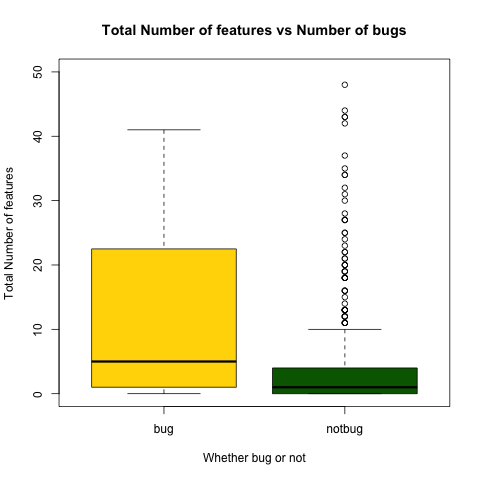 Total Number of features vs Number of bugs
Total Number of features
50
40
30
20
10
0
bug notbug
Whether bug or not